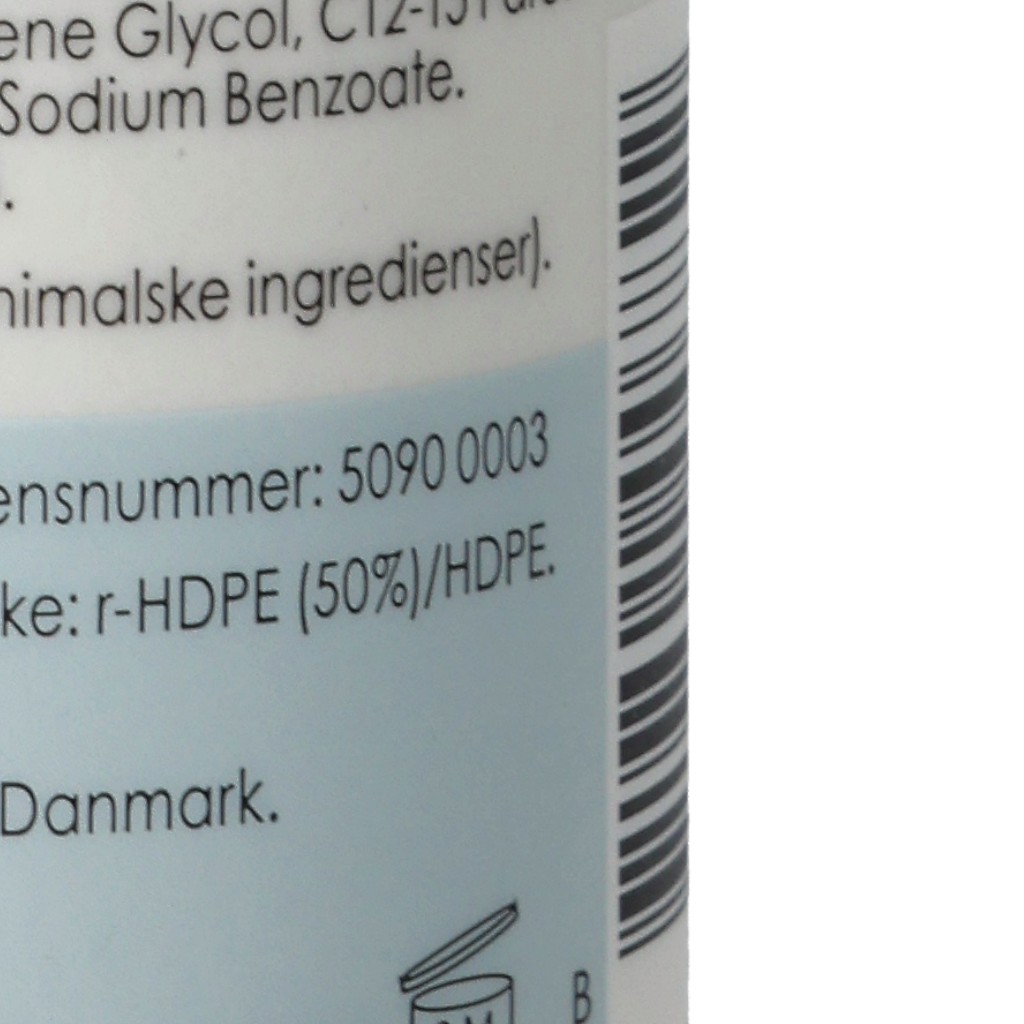 ene Glycol, C12-15
Sodium Benzoate.
.
nimalske ingredienser).
ensnummer: 5090 0003
ke: r-HDPE (50%)/HDPE.
Danmark.
B